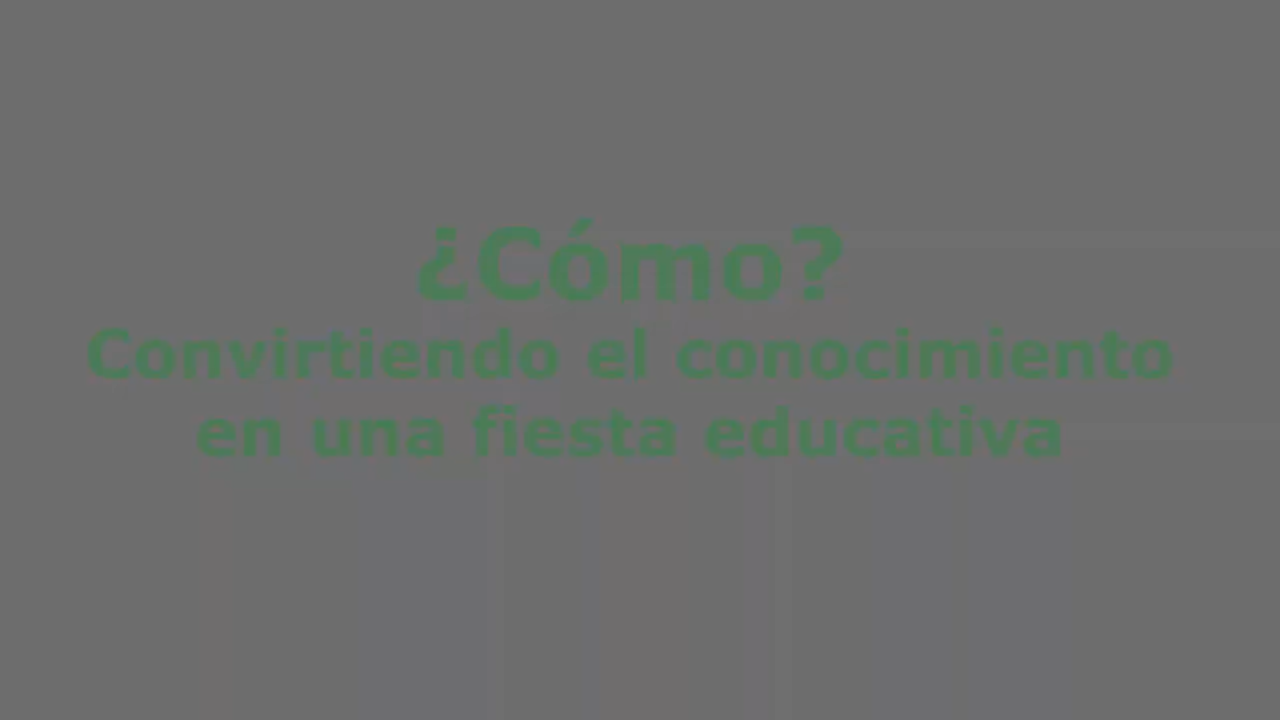 ¿Cómo?
Convirtiendo el conocimiento
en una fiesta educativa